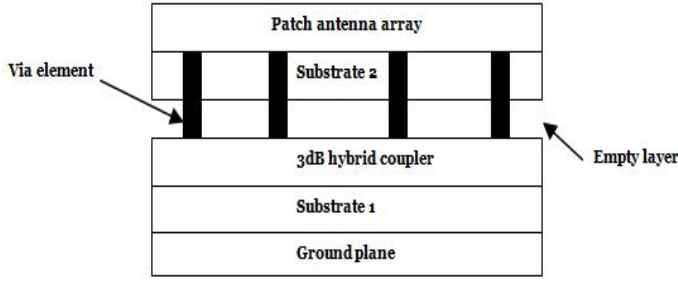 Patch antenna array
Via element
Substrate 2
3dB hybrid coupler
Empty layer
Substrate 1
Ground plane